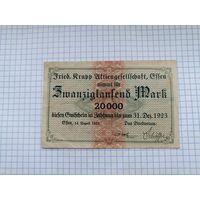 Fried. Krupp Aktiengesellschaft, Essen
Zwanzigtausend Mark
20000
diesen Gutschein in Zahlung bis zum 31. Dez. 1923
Essen, 14. August 1923.
Das Direktorium: